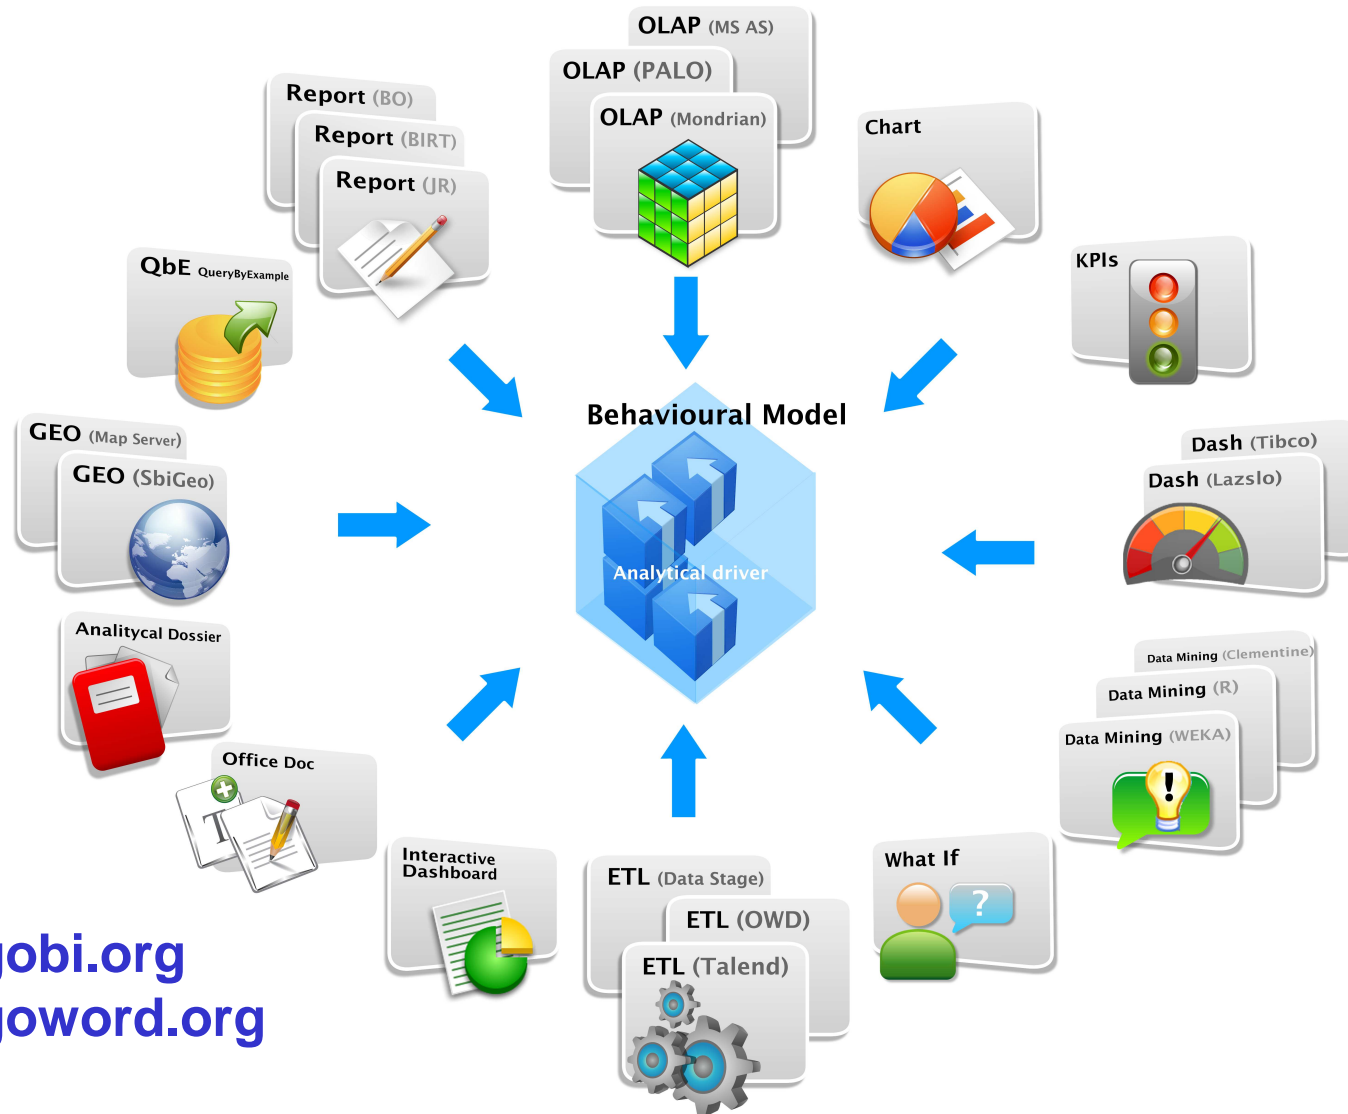 OLAP (MS AS)
OLAP (PALO)
OLAP (Mondrian)
Report (BO)
Report (BIRT)
Report (JR)
Chart
QbE QueryByExample
KPIs
GEO (Map Server)
GEO (SbiGeo)
Behavioural Model
Analytical driver
Dash (Tibco)
Dash (Lazslo)
Analitycal Dossier
Data Mining (Clementine)
Data Mining (R)
Data Mining (WEKA)
Office Doc
T
Interactive
Dashboard
ETL (Data Stage)
ETL (OWD)
ETL (Talend)
What If
?
!
gobi.org
goword.org